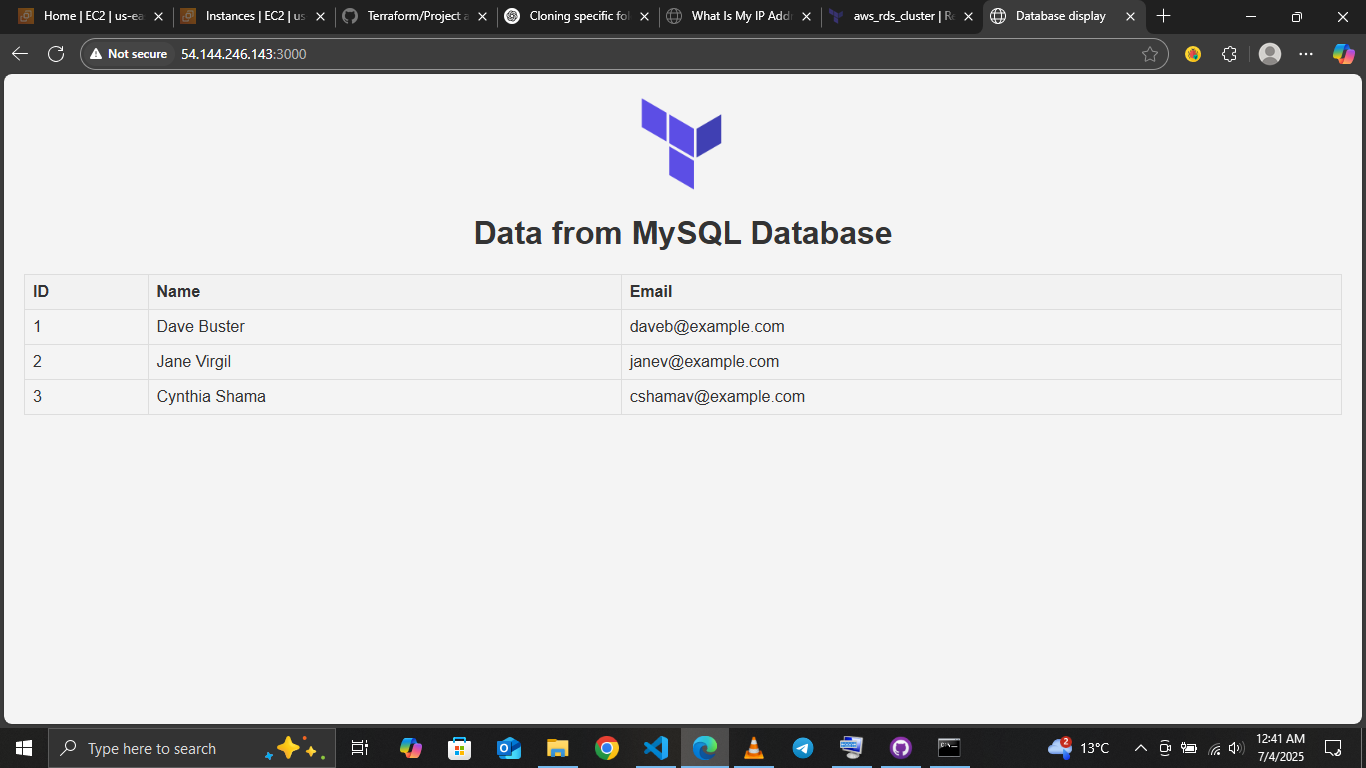 Home | EC2 | us-ea
Instances | EC2 | us
Terraform/Project a
Cloning specific fol
What Is My IP Addr
aws_rds_cluster | Re
Database display
Not secure
54.144.246.143:3000
Data from MySQL Database
ID Name Email
1 Dave Buster daveb@example.com
2 Jane Virgil janev@example.com
3 Cynthia Shama cshamav@example.com
Type here to search
2
13°C
12:41 AM
7/4/2025